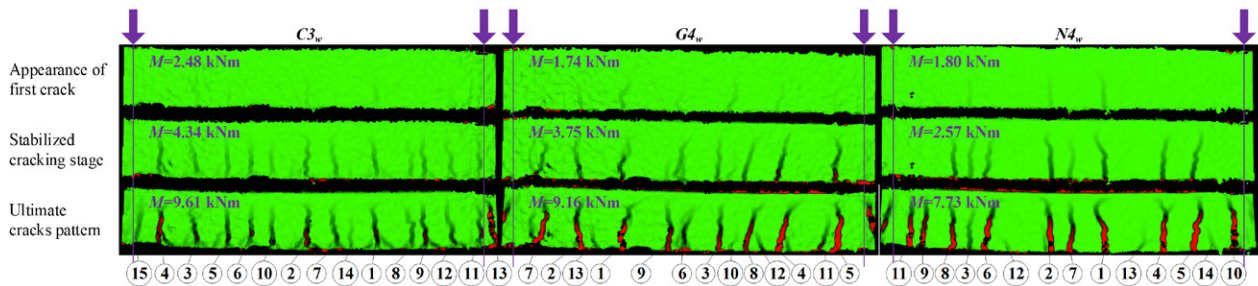 C3w G4w N4w
Appearance of first crack
M=2.48 kNm M=1.74 kNm M=1.80 kNm
Stabilized cracking stage
M=4.34 kNm M=3.75 kNm M=2.57 kNm
Ultimate cracks pattern
M=9.61 kNm M=9.16 kNm M=7.73 kNm
15 4 3 5 6 10 2 7 14 1 8 9 12 11 13 7 2 13 1 9 6 3 10 8 12 4 11 5 11 9 8 3 6 12 2 7 1 13 4 5 14 10